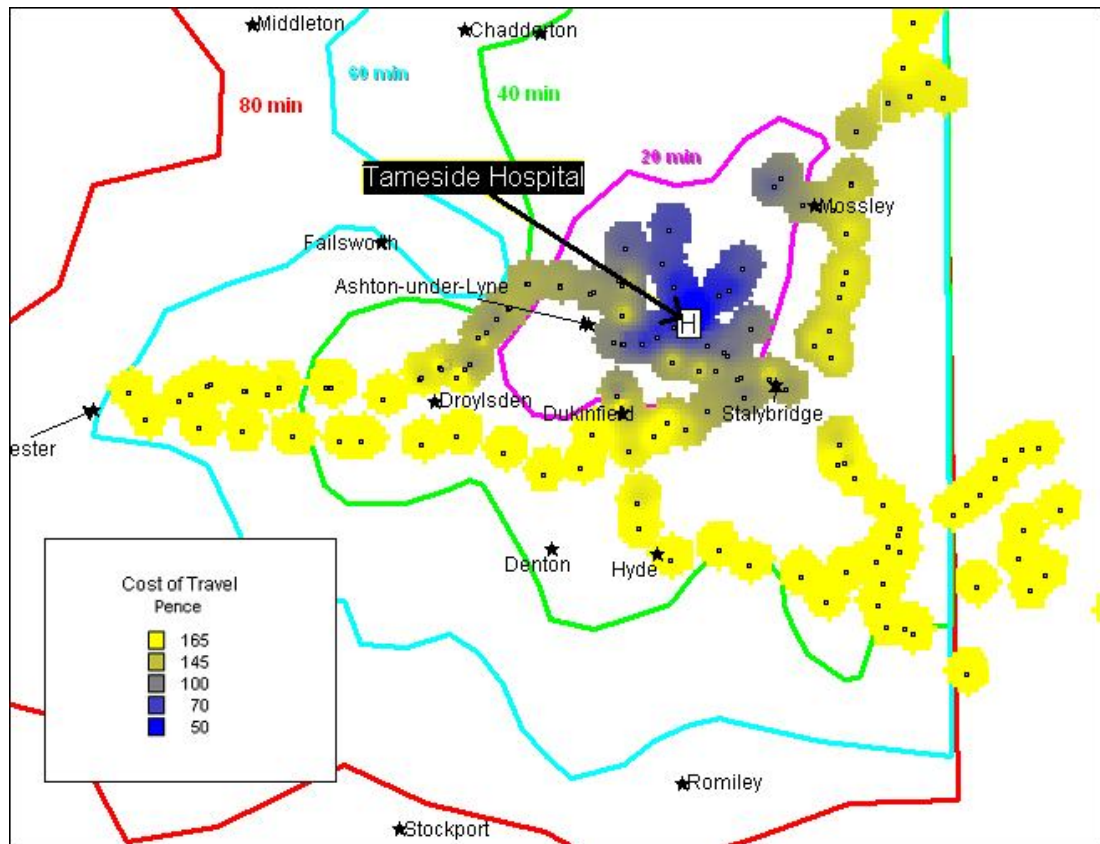 Middleton
Chadderton
60 min
80 min
40 min
20 min
Tameside Hospital
Mossley
Failsworth
Ashton-under-Lyne
H
Droylsden
Dukinfield
Stalybridge
ester
Denton
Hyde
Cost of Travel
Pence
165
145
100
70
50
Romiley
Stockport